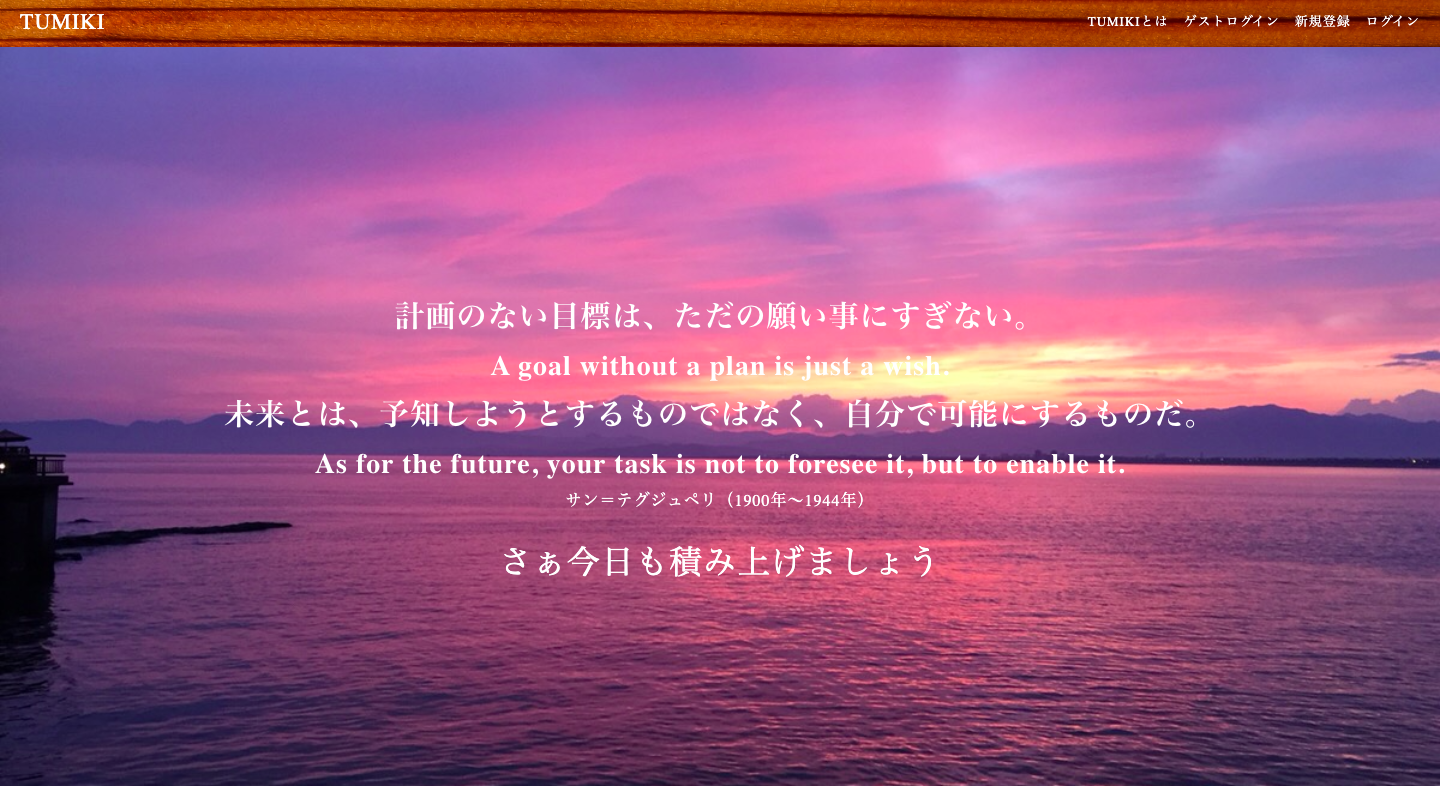 TUMIKI
TUMIKIとは ゲストログイン 新規登録 ログイン
計画のない目標は、ただの願い事にすぎない。
A goal without a plan is just a wish.
未来とは、予知しようとするものではなく、自分で可能にするものだ。
As for the future, your task is not to foresee it, but to enable it.
サン＝テグジュペリ（1900年〜1944年）
さぁ今日も積み上げましょう